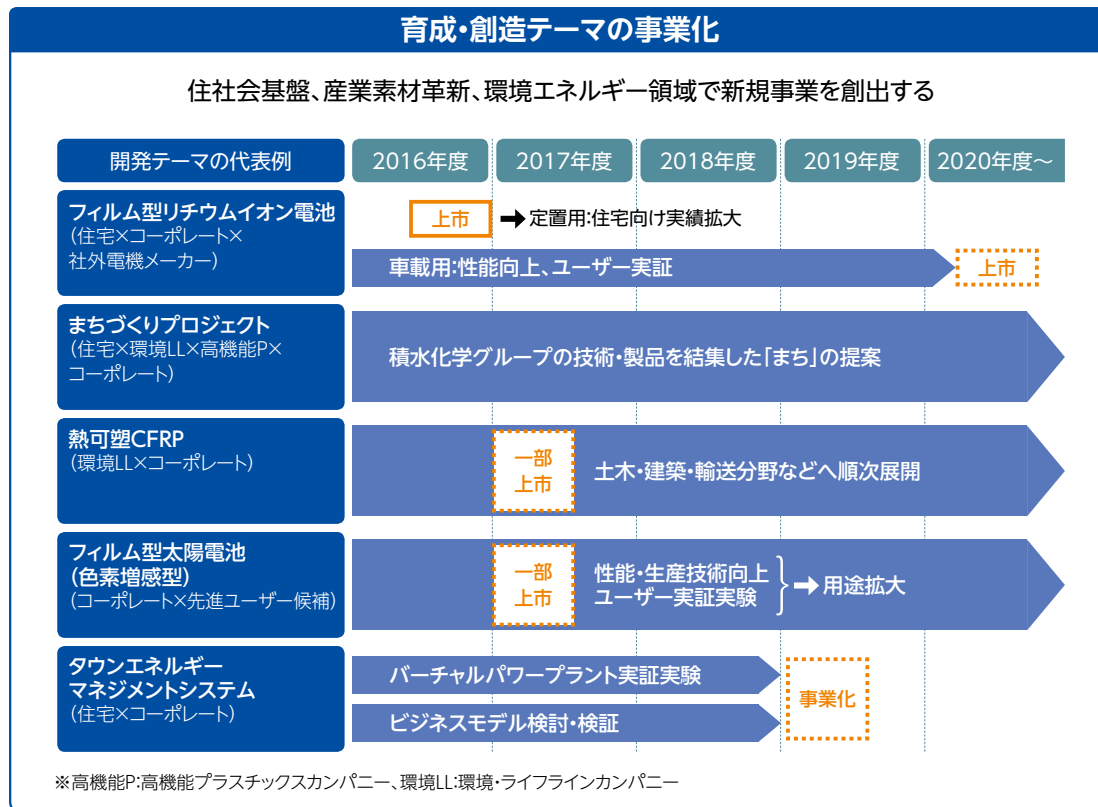 育成・創造テーマの事業化
住社会基盤、産業素材革新、環境エネルギー領域で新規事業を創出する
開発テーマの代表例
2016年度
2017年度
2018年度
2019年度
2020年度～
フィルム型リチウムイオン電池
(住宅×コーポレート×
社外電機メーカー)
上市
➡定置用:住宅向け実績拡大
車載用:性能向上、ユーザー実証
上市
まちづくりプロジェクト
(住宅×環境LL×高機能P×
コーポレート)
積水化学グループの技術・製品を結集した「まち」の提案
熱可塑CFRP
(環境LL×コーポレート)
一部
上市
土木・建築・輸送分野などへ順次展開
フィルム型太陽電池
(色素増感型)
(コーポレート×先進ユーザー候補)
一部
上市
性能・生産技術向上
ユーザー実証実験
➡用途拡大
タウンエネルギー
マネジメントシステム
(住宅×コーポレート)
バーチャルパワープラント実証実験
ビジネスモデル検討・検証
事業化
※高機能P:高機能プラスチックスカンパニー、環境LL:環境・ライフラインカンパニー